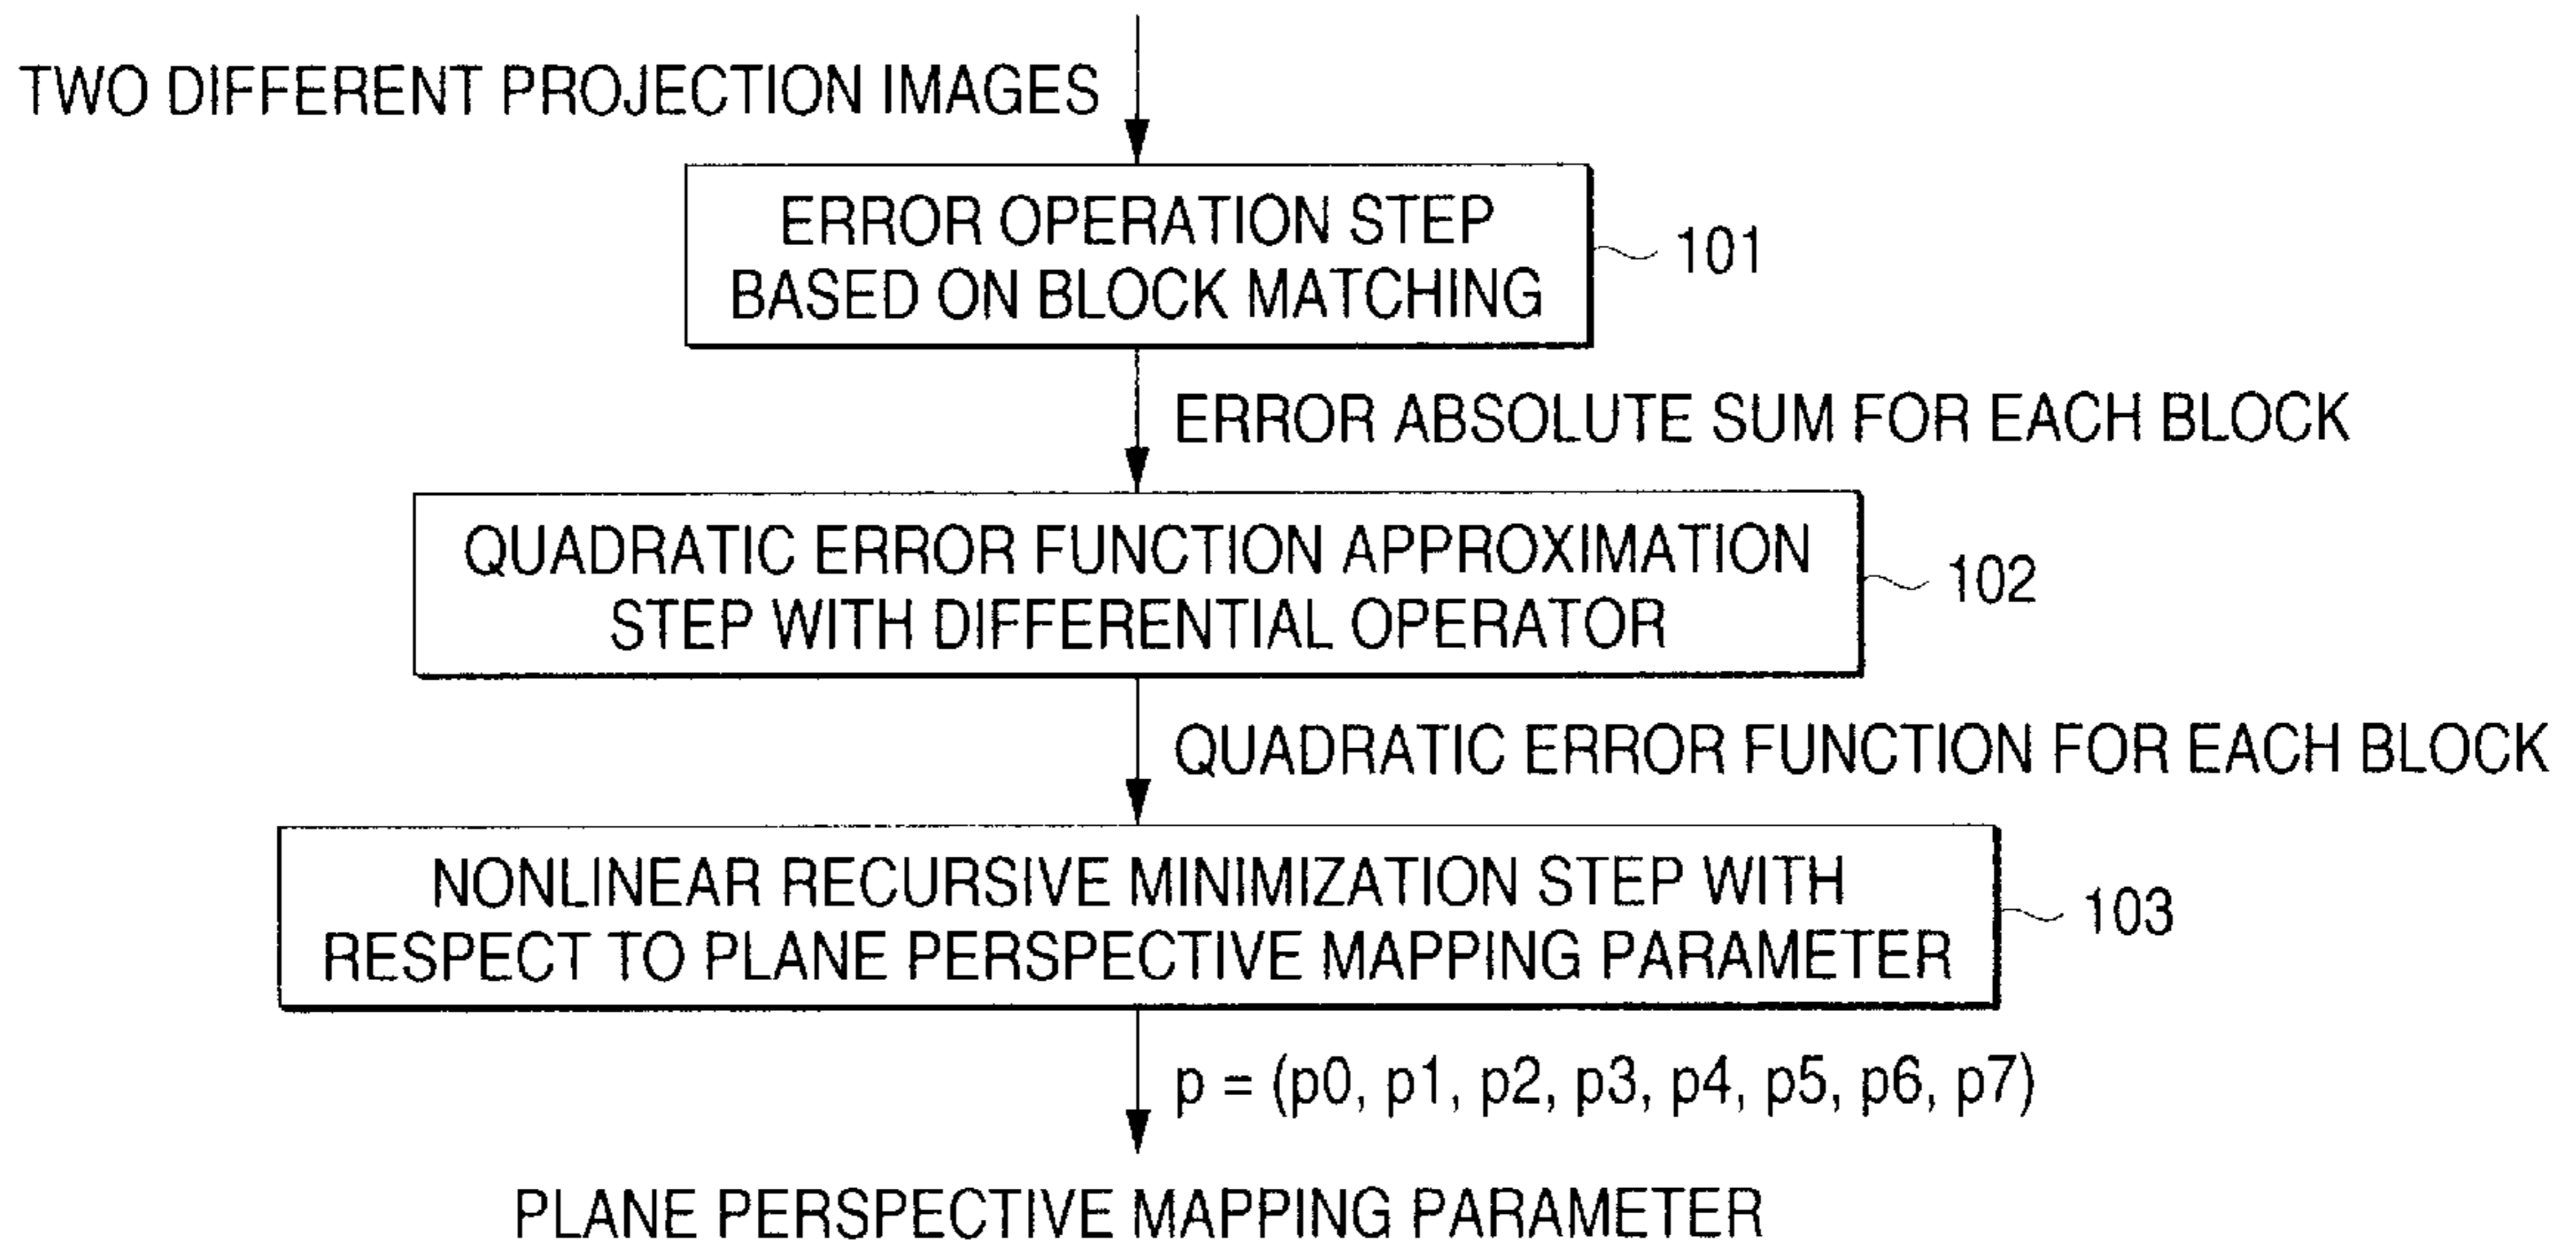 TWO DIFFERENT PROJECTION IMAGES
ERROR OPERATION STEP
BASED ON BLOCK MATCHING
101
ERROR ABSOLUTE SUM FOR EACH BLOCK
QUADRATIC ERROR FUNCTION APPROXIMATION
STEP WITH DIFFERENTIAL OPERATOR
102
QUADRATIC ERROR FUNCTION FOR EACH BLOCK
NONLINEAR RECURSIVE MINIMIZATION STEP WITH
RESPECT TO PLANE PERSPECTIVE MAPPING PARAMETER
103
p = (p0, p1, p2, p3, p4, p5, p6, p7)
PLANE PERSPECTIVE MAPPING PARAMETER